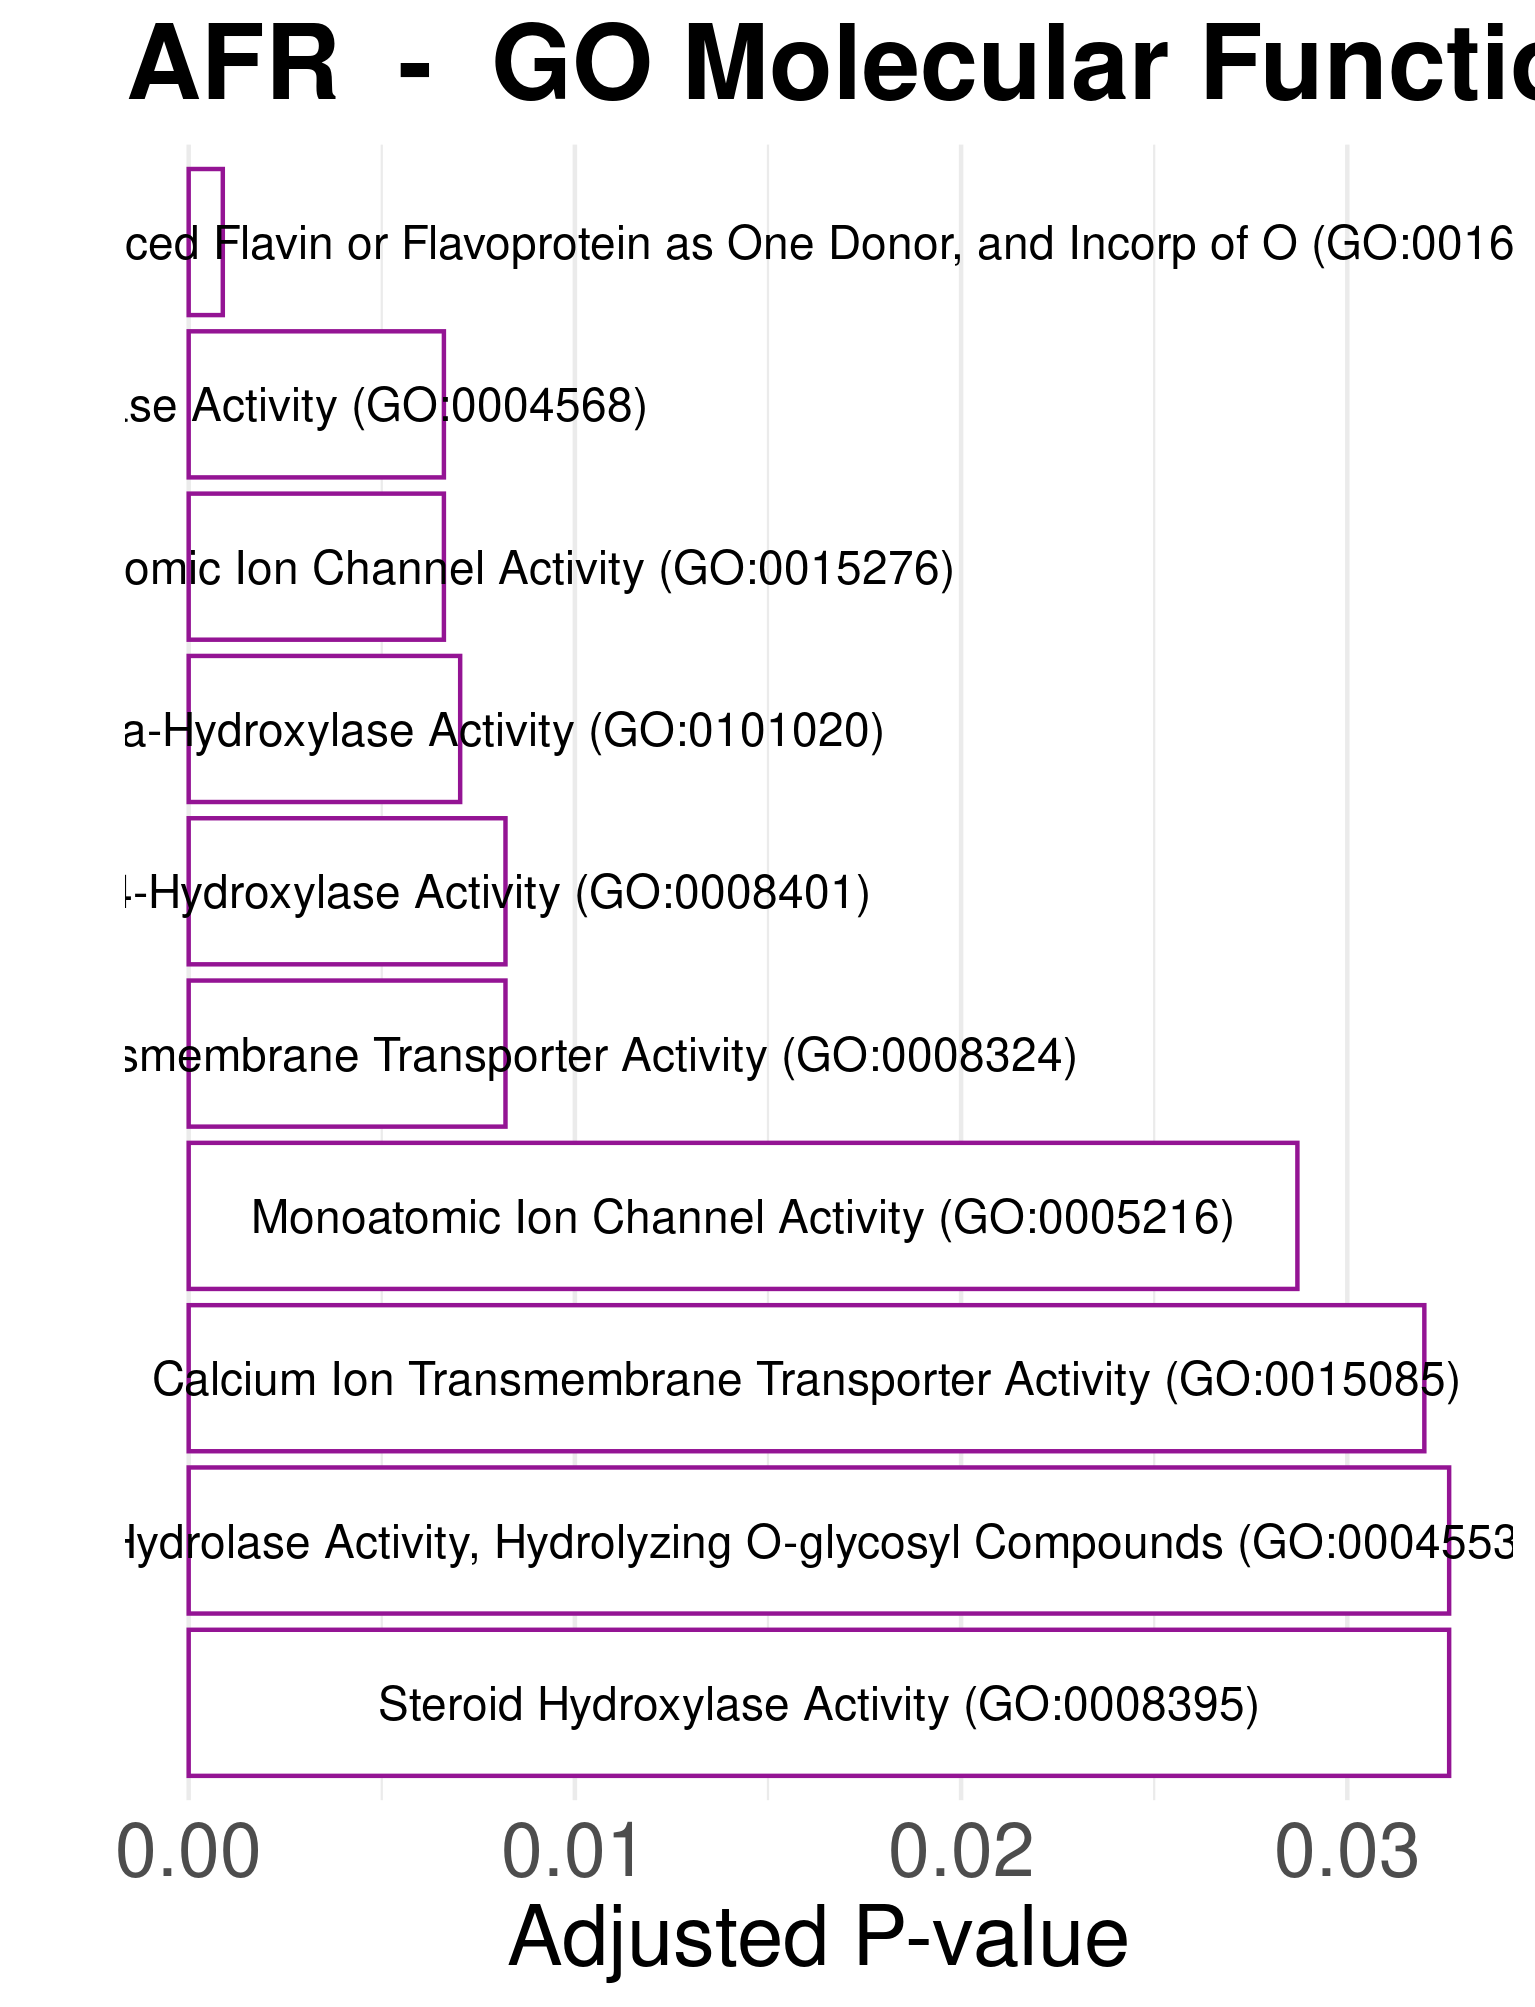 AFR - GO Molecular Functio
ced Flavin or Flavoprotein as One Donor, and Incorp of O (GO:0016
se Activity (GO:0004568)
omic Ion Channel Activity (GO:0015276)
a-Hydroxylase Activity (GO:0101020)
4-Hydroxylase Activity (GO:0008401)
smembrane Transporter Activity (GO:0008324)
Monoatomic Ion Channel Activity (GO:0005216)
Calcium Ion Transmembrane Transporter Activity (GO:0015085)
Hydrolase Activity, Hydrolyzing O-glycosyl Compounds (GO:0004553
Steroid Hydroxylase Activity (GO:0008395)
0.00 0.01 0.02 0.03
Adjusted P-value